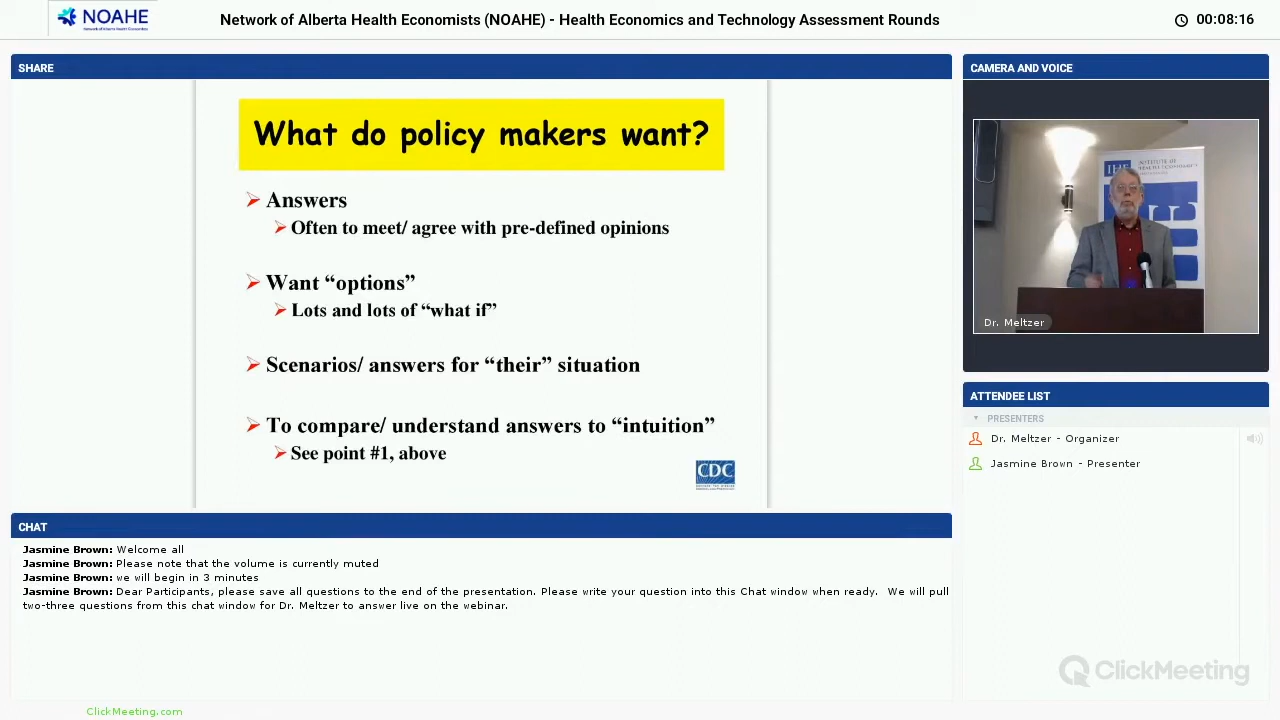 NOAHE
Network of Alberta Health Economists (NOAHE) - Health Economics and Technology Assessment Rounds
00:08:16
SHARE
What do policy makers want?
Answers
Often to meet/ agree with pre-defined opinions
Want “options”
Lots and lots of “what if”
Scenarios/ answers for “their” situation
To compare/ understand answers to “intuition”
See point #1, above
CDC
CAMERA AND VOICE
IHE
INSTITUTE OF
HEALTH ECONOMICS
Dr. Meltzer
ATTENDEE LIST
PRESENTERS
Dr. Meltzer - Organizer
Jasmine Brown - Presenter
CHAT
Jasmine Brown: Welcome all
Jasmine Brown: Please note that the volume is currently muted
Jasmine Brown: we will begin in 3 minutes
Jasmine Brown: Dear Participants, please save all questions to the end of the presentation. Please write your question into this Chat window when ready.  We will pull
two-three questions from this chat window for Dr. Meltzer to answer live on the webinar.
ClickMeeting
ClickMeeting.com